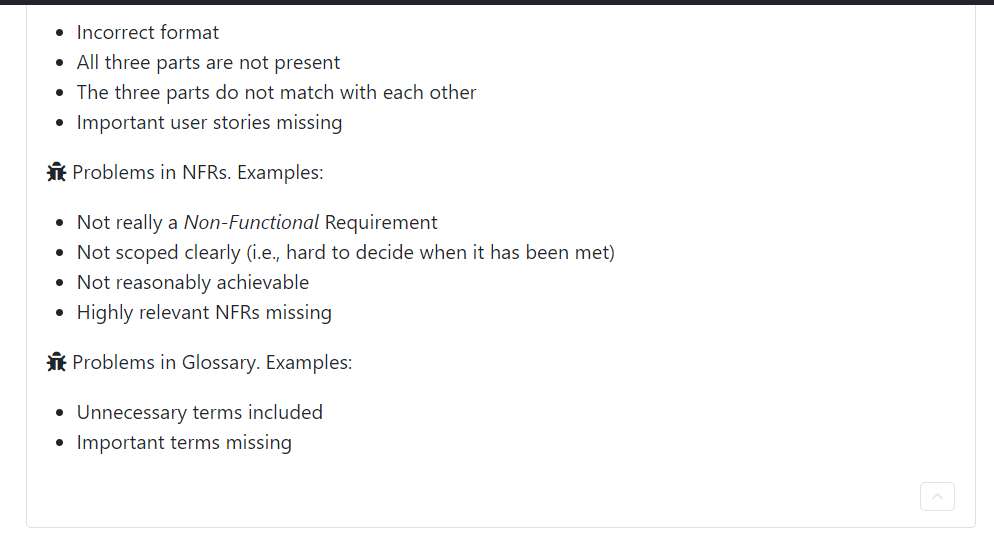 Incorrect format
All three parts are not present
The three parts do not match with each other
Important user stories missing
Problems in NFRs. Examples:
Not really a Non-Functional Requirement
Not scoped clearly (i.e., hard to decide when it has been met)
Not reasonably achievable
Highly relevant NFRs missing
Problems in Glossary. Examples:
Unnecessary terms included
Important terms missing